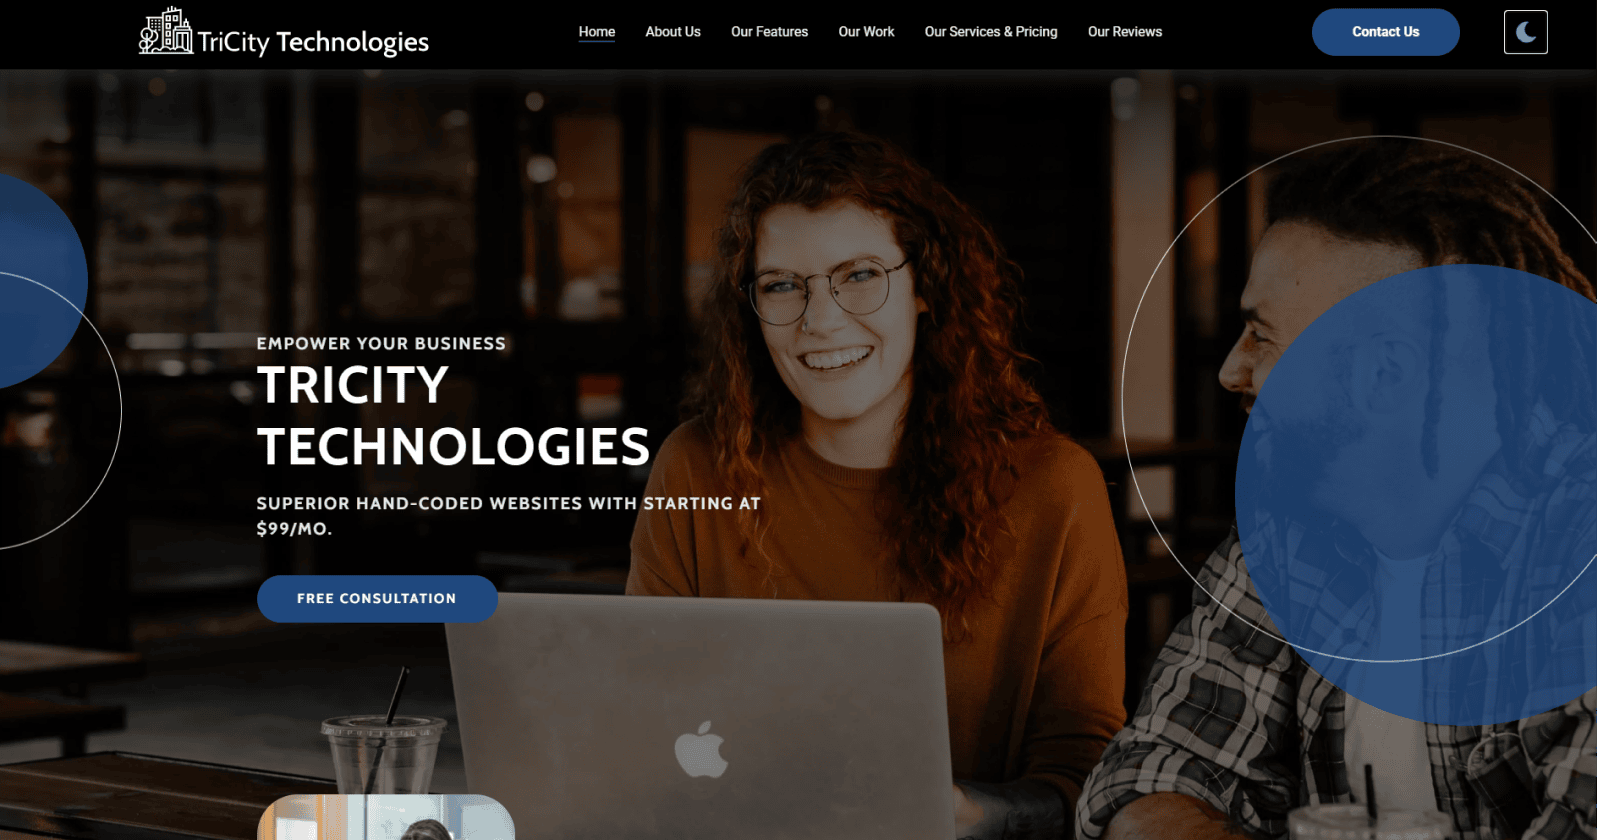 TriCity Technologies
Home
About Us
Our Features
Our Work
Our Services & Pricing
Our Reviews
Contact Us
EMPOWER YOUR BUSINESS
TRICITY
TECHNOLOGIES
SUPERIOR HAND-CODED WEBSITES WITH STARTING AT
$99/MO.
FREE CONSULTATION